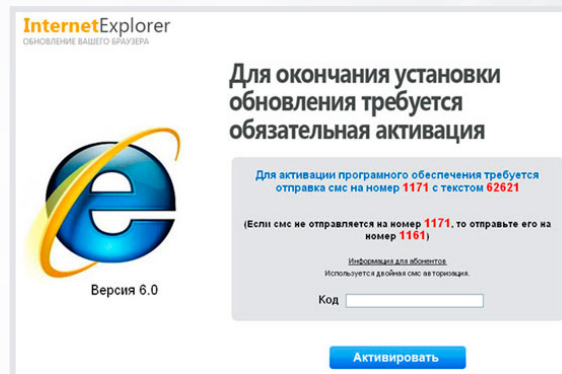 InternetExplorer
ОБНОВЛЕНИЕ ВАШЕГО БРАУЗЕРА
Для окончания установки
обновления требуется
обязательная активация
Для активации програмного обеспечения требуется
отправка смс на номер 1171 с текстом 62621
(Если смс не отправляется на номер 1171, то отправьте его на
номер 1161)
Информация для абонентов
Используется двойная смс авторизация.
Код
Версия 6.0
Активировать